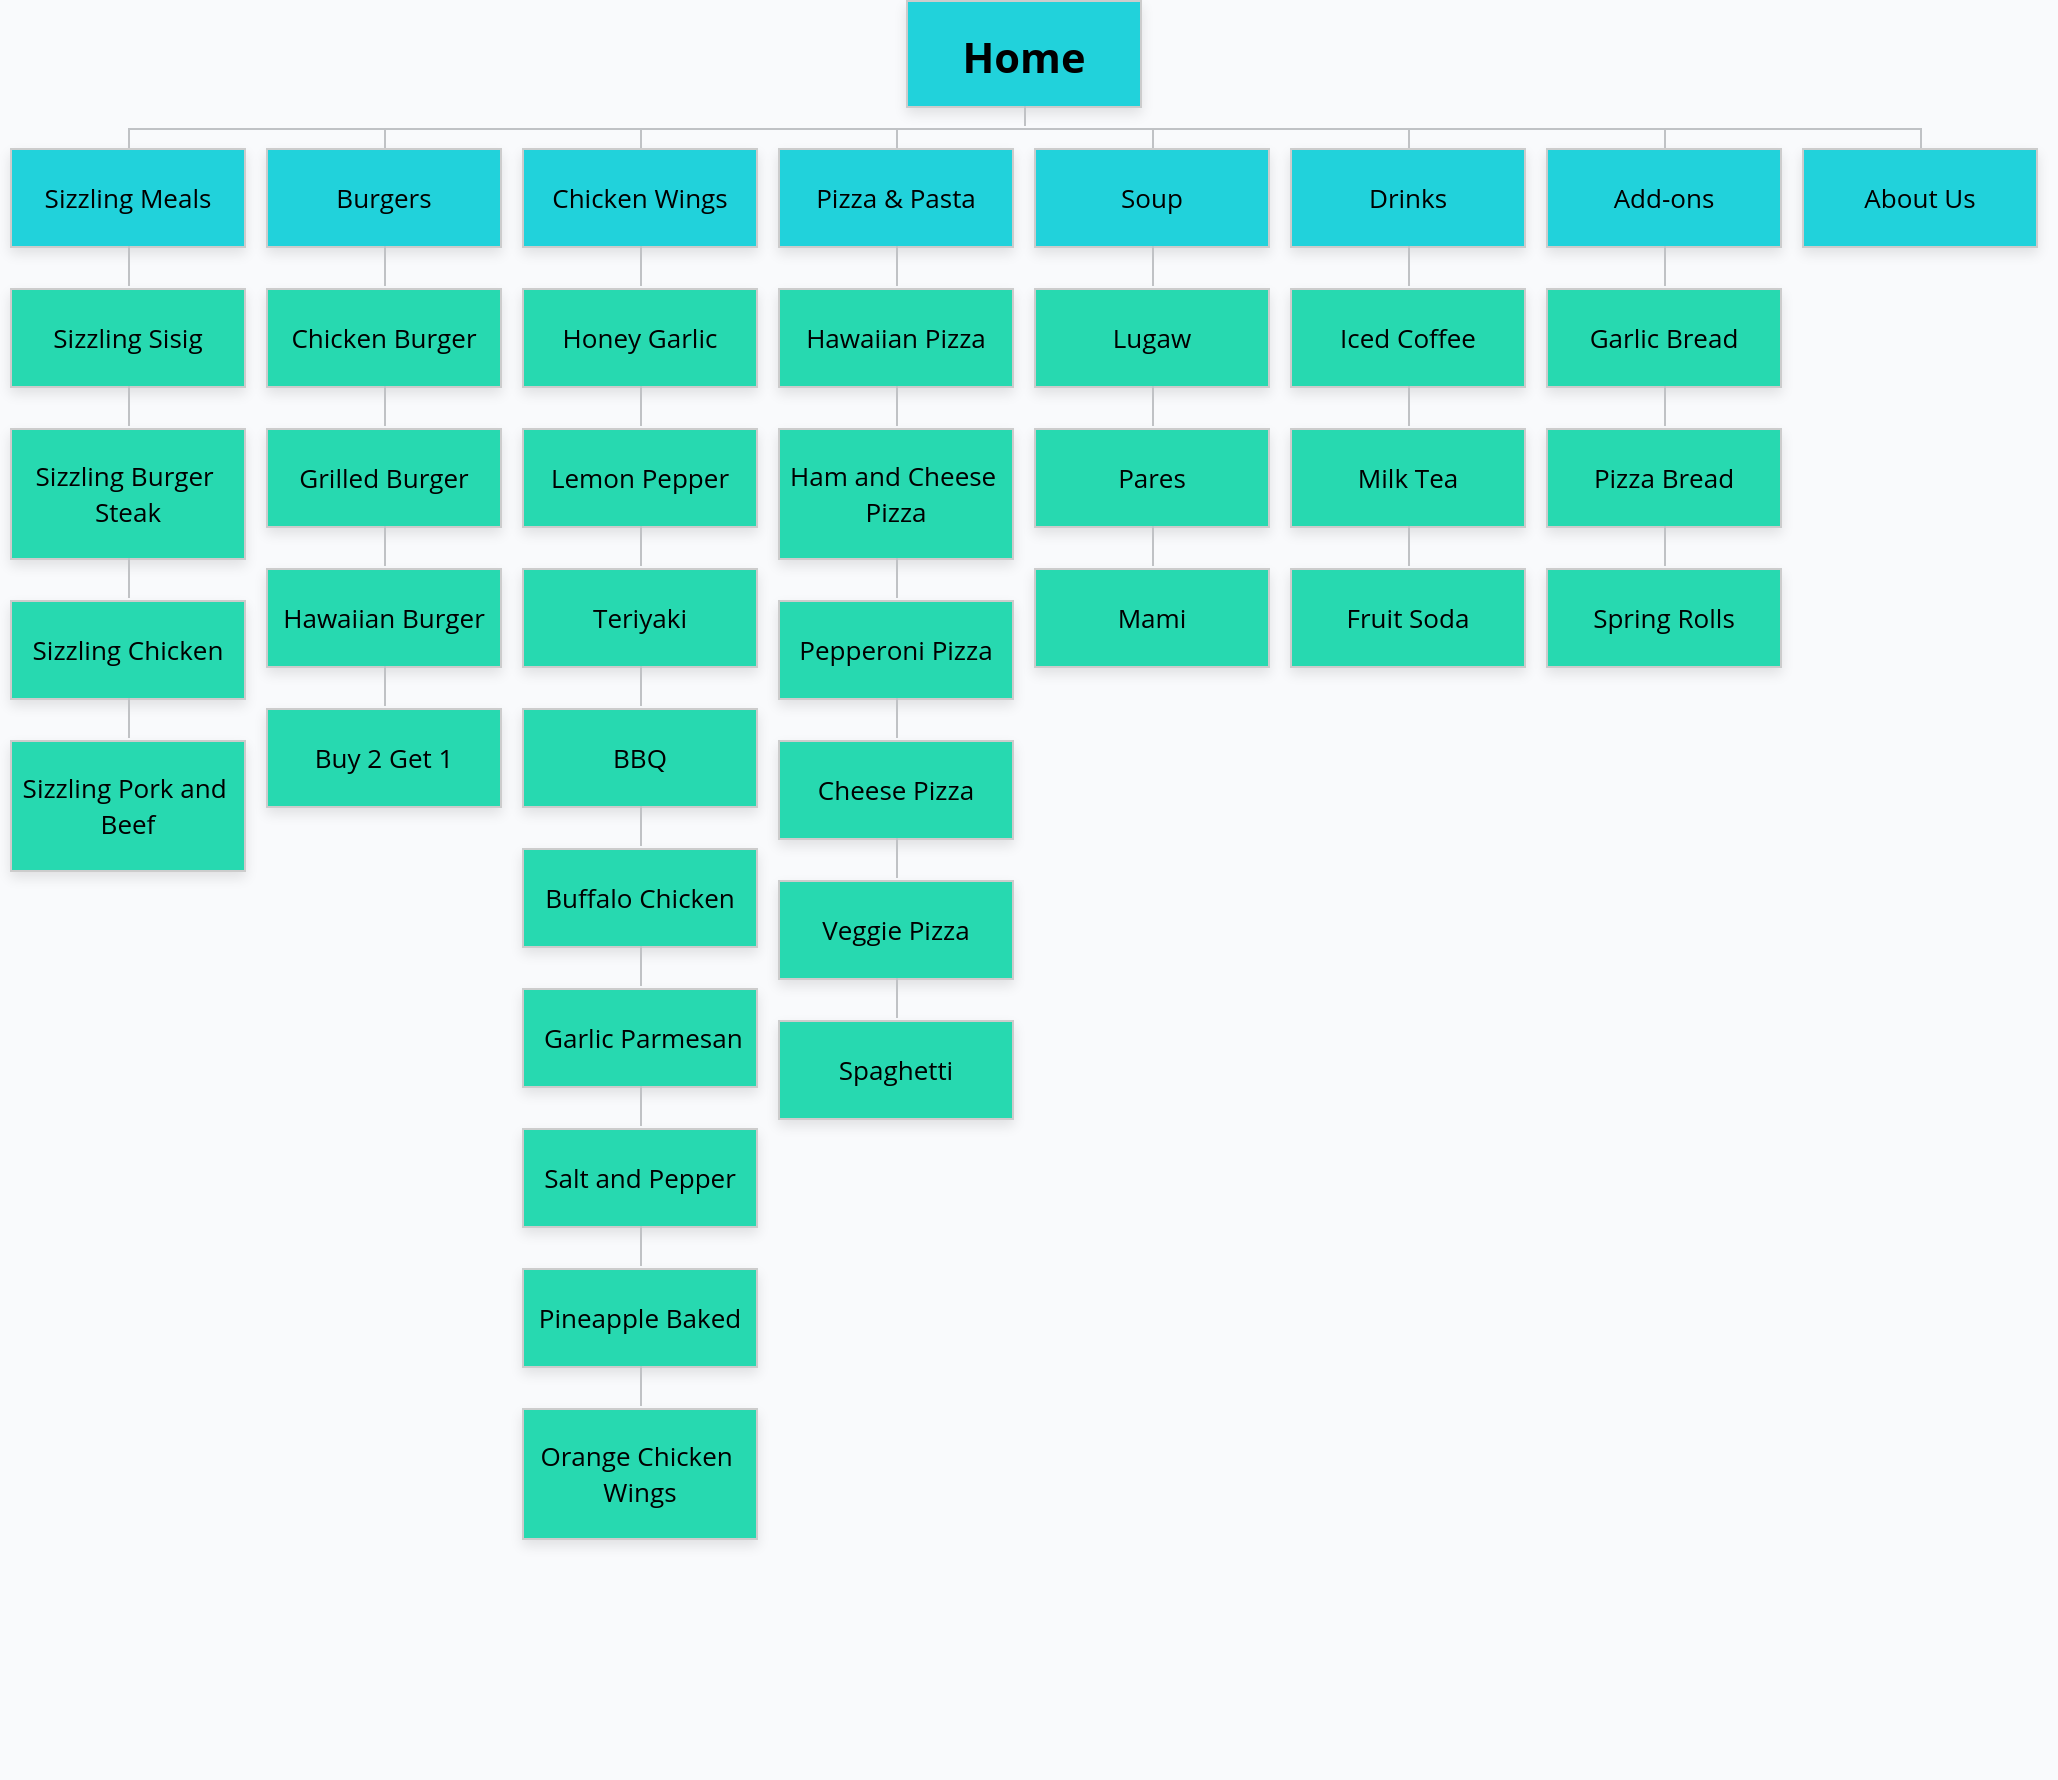 Home
Sizzling Meals
Burgers
Chicken Wings
Pizza & Pasta
Soup
Drinks
Add-ons
About Us
Sizzling Sisig
Chicken Burger
Honey Garlic
Hawaiian Pizza
Lugaw
Iced Coffee
Garlic Bread
Sizzling Burger
Steak
Grilled Burger
Lemon Pepper
Ham and Cheese
Pizza
Pares
Milk Tea
Pizza Bread
Sizzling Chicken
Hawaiian Burger
Teriyaki
Pepperoni Pizza
Mami
Fruit Soda
Spring Rolls
Sizzling Pork and
Beef
Buy 2 Get 1
BBQ
Cheese Pizza
Buffalo Chicken
Veggie Pizza
Garlic Parmesan
Spaghetti
Salt and Pepper
Pineapple Baked
Orange Chicken
Wings